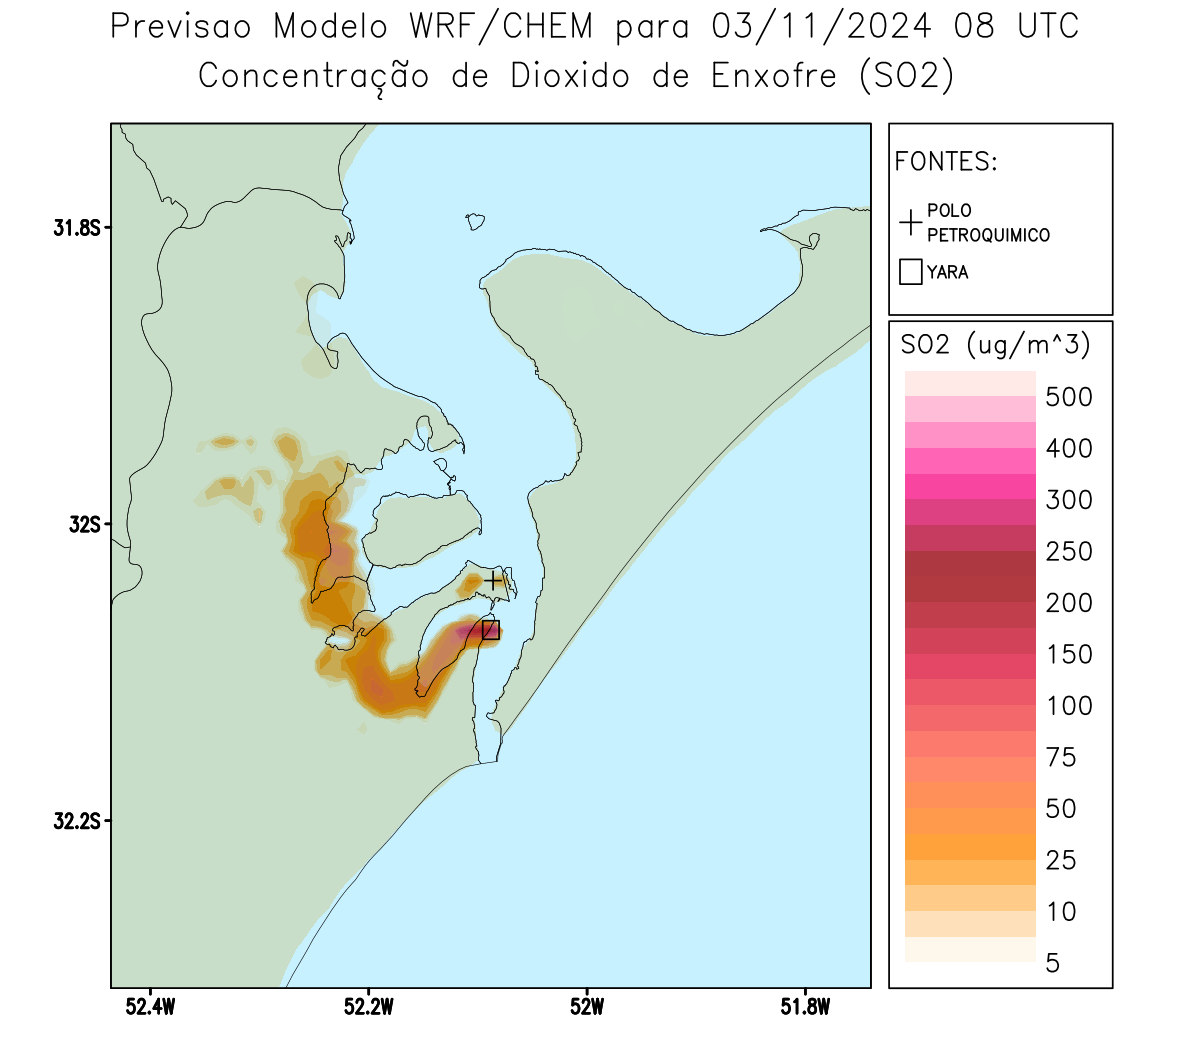 Previsao Modelo WRF/CHEM para 03/11/2024 08 UTC
Concentração de Dioxido de Enxofre (SO2)
FONTES:
POLO
PETROQUIMICO
YARA
SO2 (ug/m^3)
500
400
300
250
200
150
100
75
50
25
10
5
31.8S
32S
32.2S
52.4W
52.2W
52W
51.8W